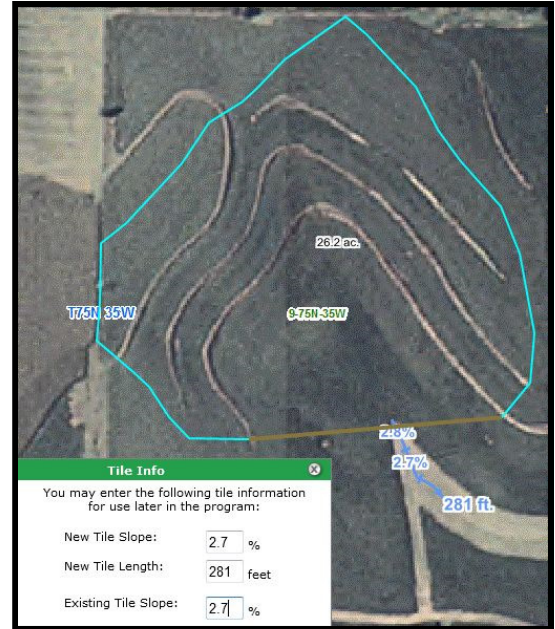 26.2 ac.
T75N 35W
9-75N-35W
2.8%
2.7%
281 ft.
Tile Info
You may enter the following tile information
for use later in the program:
New Tile Slope: 2.7 %
New Tile Length: 281 feet
Existing Tile Slope: 2.7 %